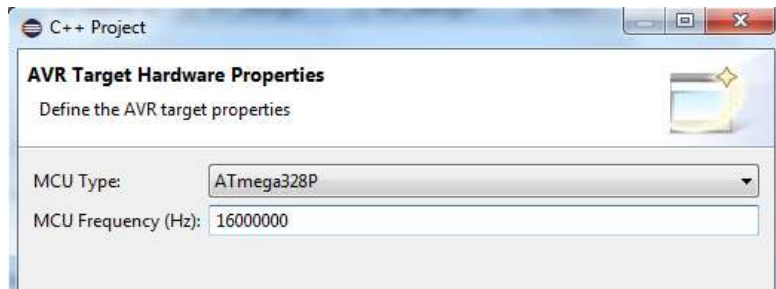 C++ Project
AVR Target Hardware Properties
Define the AVR target properties
MCU Type: ATmega328P
MCU Frequency (Hz): 16000000